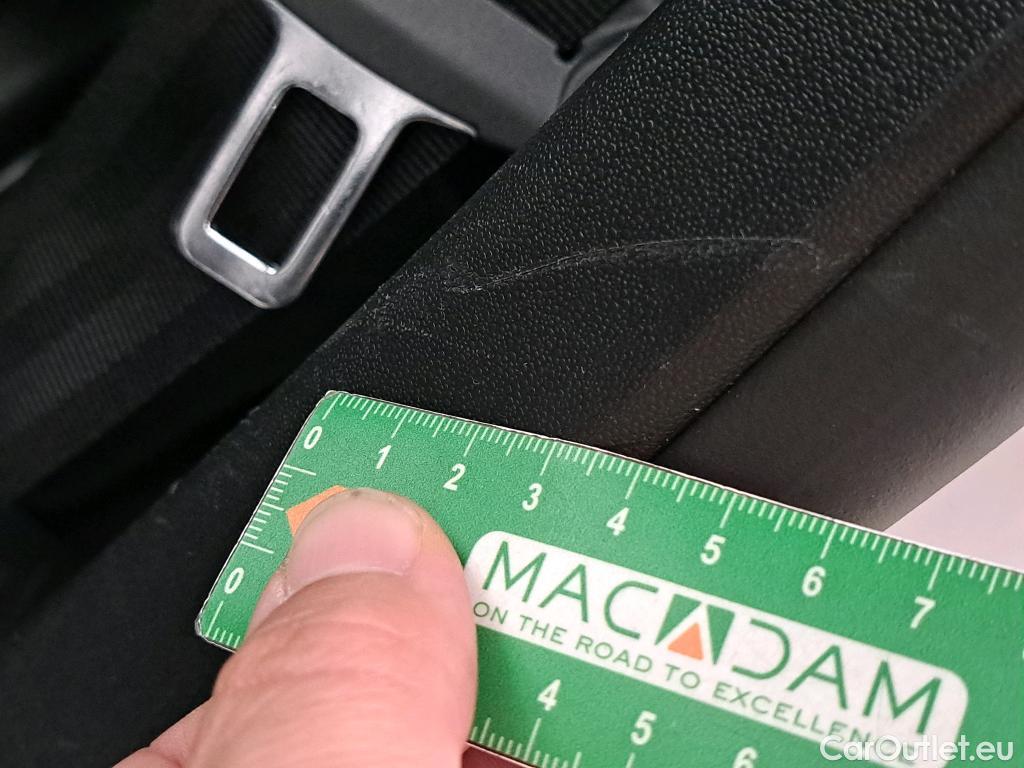 0 1 2 3 4 5 6 7
0
MACADAM
ON THE ROAD TO EXCELLENCE
4 5 6
CarOutlet.eu